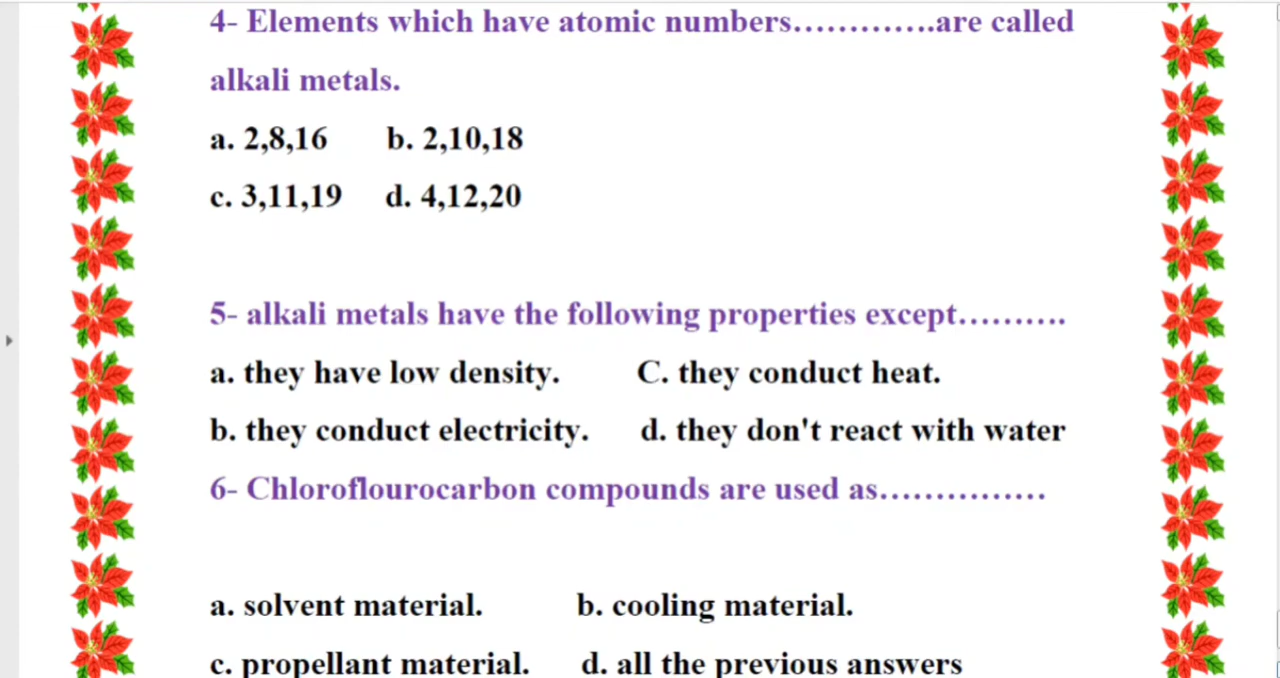 4- Elements which have atomic numbers.............are called
alkali metals.
a. 2,8,16 b. 2,10,18
c. 3,11,19 d. 4,12,20
5- alkali metals have the following properties except..........
a. they have low density. C. they conduct heat.
b. they conduct electricity. d. they don't react with water
6- Chloroflourocarbon compounds are used as...............
a. solvent material. b. cooling material.
c. propellant material. d. all the previous answers